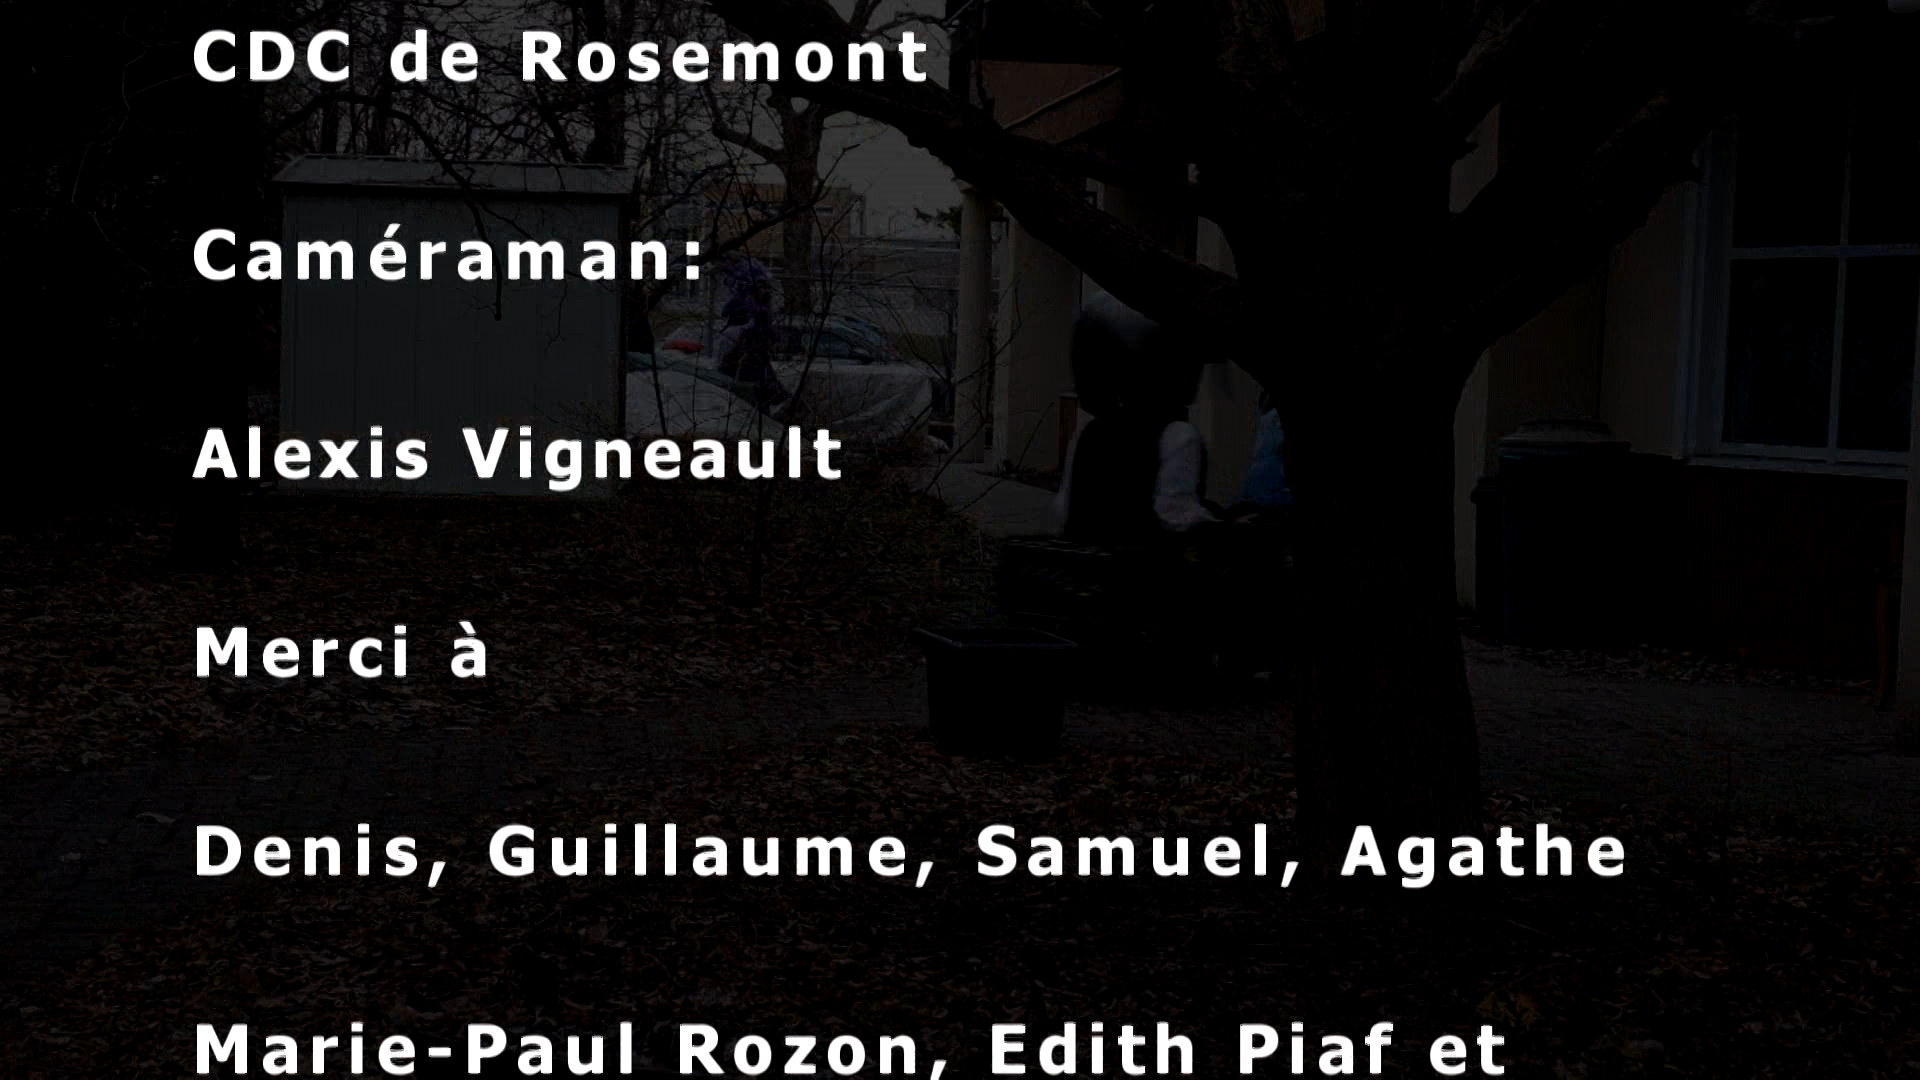 CDC de Rosemont
Caméraman:
Alexis Vigneault
Merci à
Denis, Guillaume, Samuel, Agathe
Marie-Paul Rozon, Edith Piaf et